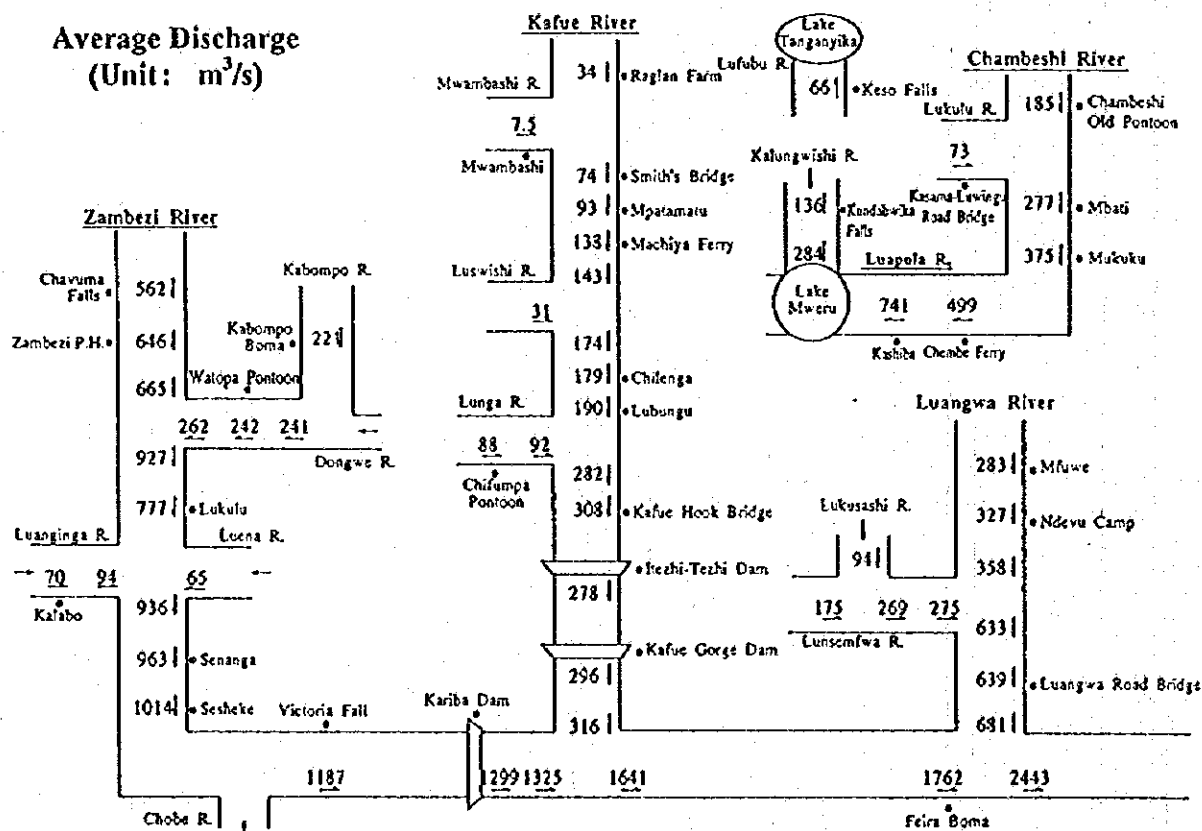 Average Discharge
(Unit: m³/s)
Kafue River
Mwambashi R.
34
Raglan Farm
7.5
Mwambashi
74
Smith's Bridge
93
Mpatamatu
138
Machiya Ferry
Luswishi R.
143
31
174
179
Chilenga
Lunga R.
190
Lubungu
88
92
Chifumpa
Pontoon
282
308
Kafue Hook Bridge
Itezhi-Tezhi Dam
278
Kafue Gorge Dam
296
316
Lake
Tanganyika
Lufubu R.
66
Keso Falls
Kalungwishi R.
136
Kundabwika
Falls
284
Lake
Mweru
Chambeshi River
Lukulu R.
185
Chambeshi
Old Pontoon
73
Road Bridge
277
Mbati
Luapula R.
375
Mukuku
741
499
Kashiba
Chembe Ferry
Zambezi River
Chavuma
Falls
562
Zambezi P.H.
646
665
Kabompo R.
Kabompo
Boma
221
Watopa Pontoon
262
242
241
Dongwe R.
927
777
Lukulu
Luanginga R.
Luena R.
70
94
65
Kalabo
936
963
Senanga
1014
Sesheke
Victoria Fall
Kariba Dam
1187
1299
1325
1641
1762
2443
Chobe R.
Feira Boma
Luangwa River
283
Mfuwe
327
Ndevu Camp
Lukusashi R.
94
358
175
269
275
Lunsemfwa R.
633
639
Luangwa Road Bridge
681